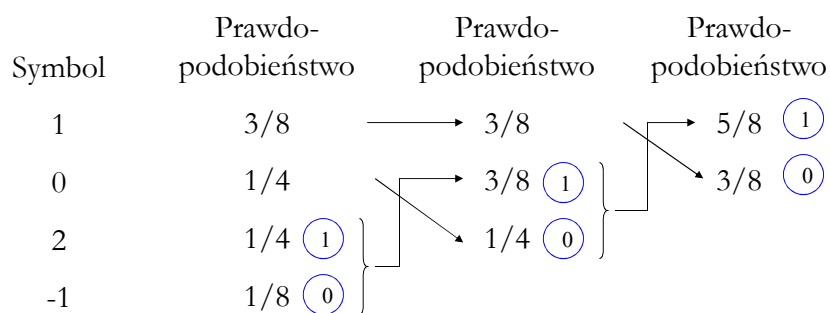 Symbol Prawdo-podobieństwo Prawdo-podobieństwo Prawdo-podobieństwo
1 3/8 3/8 5/8 1
0 1/4 3/8 1 3/8 0
2 1/4 1 1/4 0
-1 1/8 0